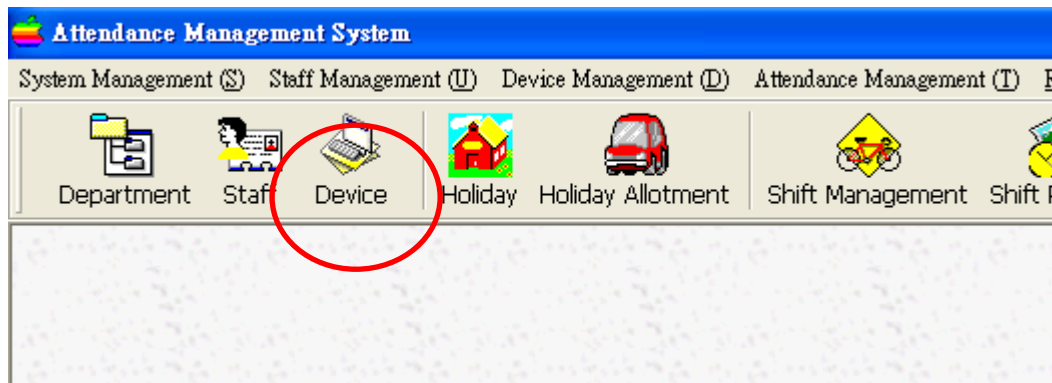 Attendance Management System
System Management (S) Staff Management (U) Device Management (D) Attendance Management (T)
Department Staff Device Holiday Holiday Allotment Shift Management Shift